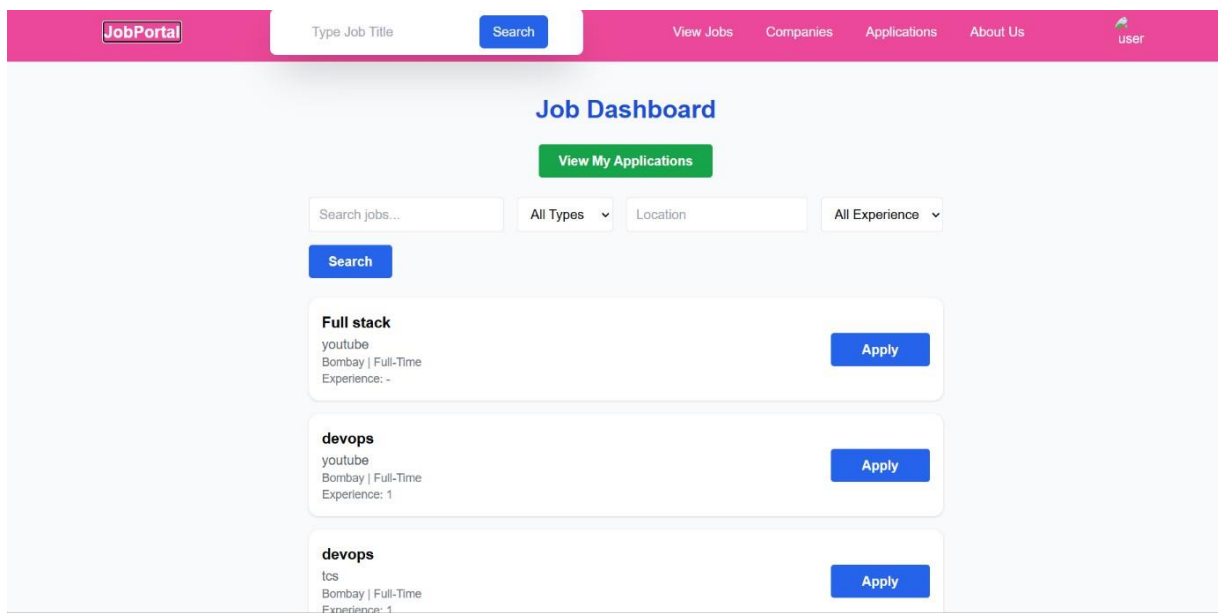 JobPortal
Type Job Title
Search
View Jobs
Companies
Applications
About Us
user
Job Dashboard
View My Applications
Search jobs...
All Types
Location
All Experience
Search
Full stack
youtube
Bombay | Full-Time
Experience: -
Apply
devops
youtube
Bombay | Full-Time
Experience: 1
Apply
devops
tcs
Bombay | Full-Time
Experience: 1
Apply